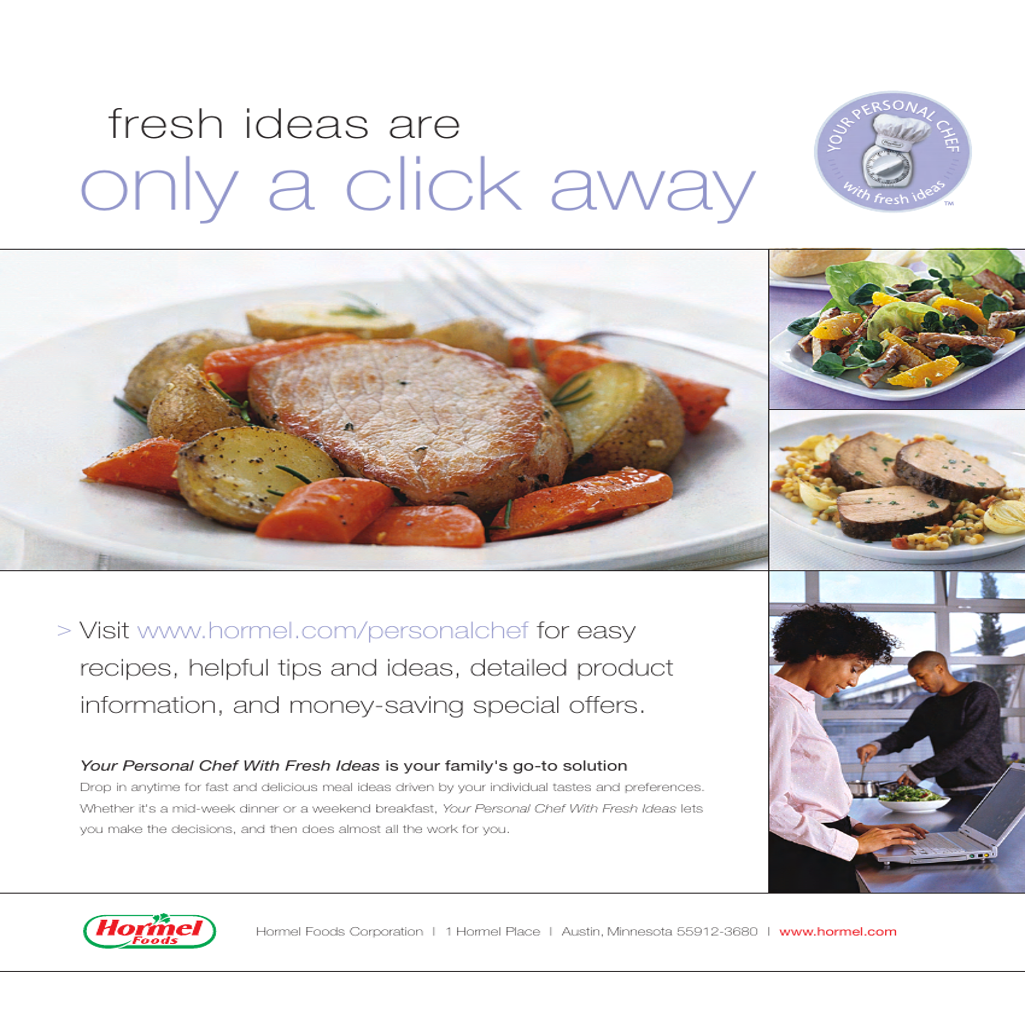 fresh ideas are
only a click away
YOUR PERSONAL CHEF
with fresh ideas
™
> Visit www.hormel.com/personalchef for easy
recipes, helpful tips and ideas, detailed product
information, and money-saving special offers.
Your Personal Chef With Fresh Ideas is your family's go-to solution
Drop in anytime for fast and delicious meal ideas driven by your individual tastes and preferences.
Whether it's a mid-week dinner or a weekend breakfast, Your Personal Chef With Fresh Ideas lets
you make the decisions, and then does almost all the work for you.
Hormel
Foods
Hormel Foods Corporation | 1 Hormel Place | Austin, Minnesota 55912-3680 | www.hormel.com